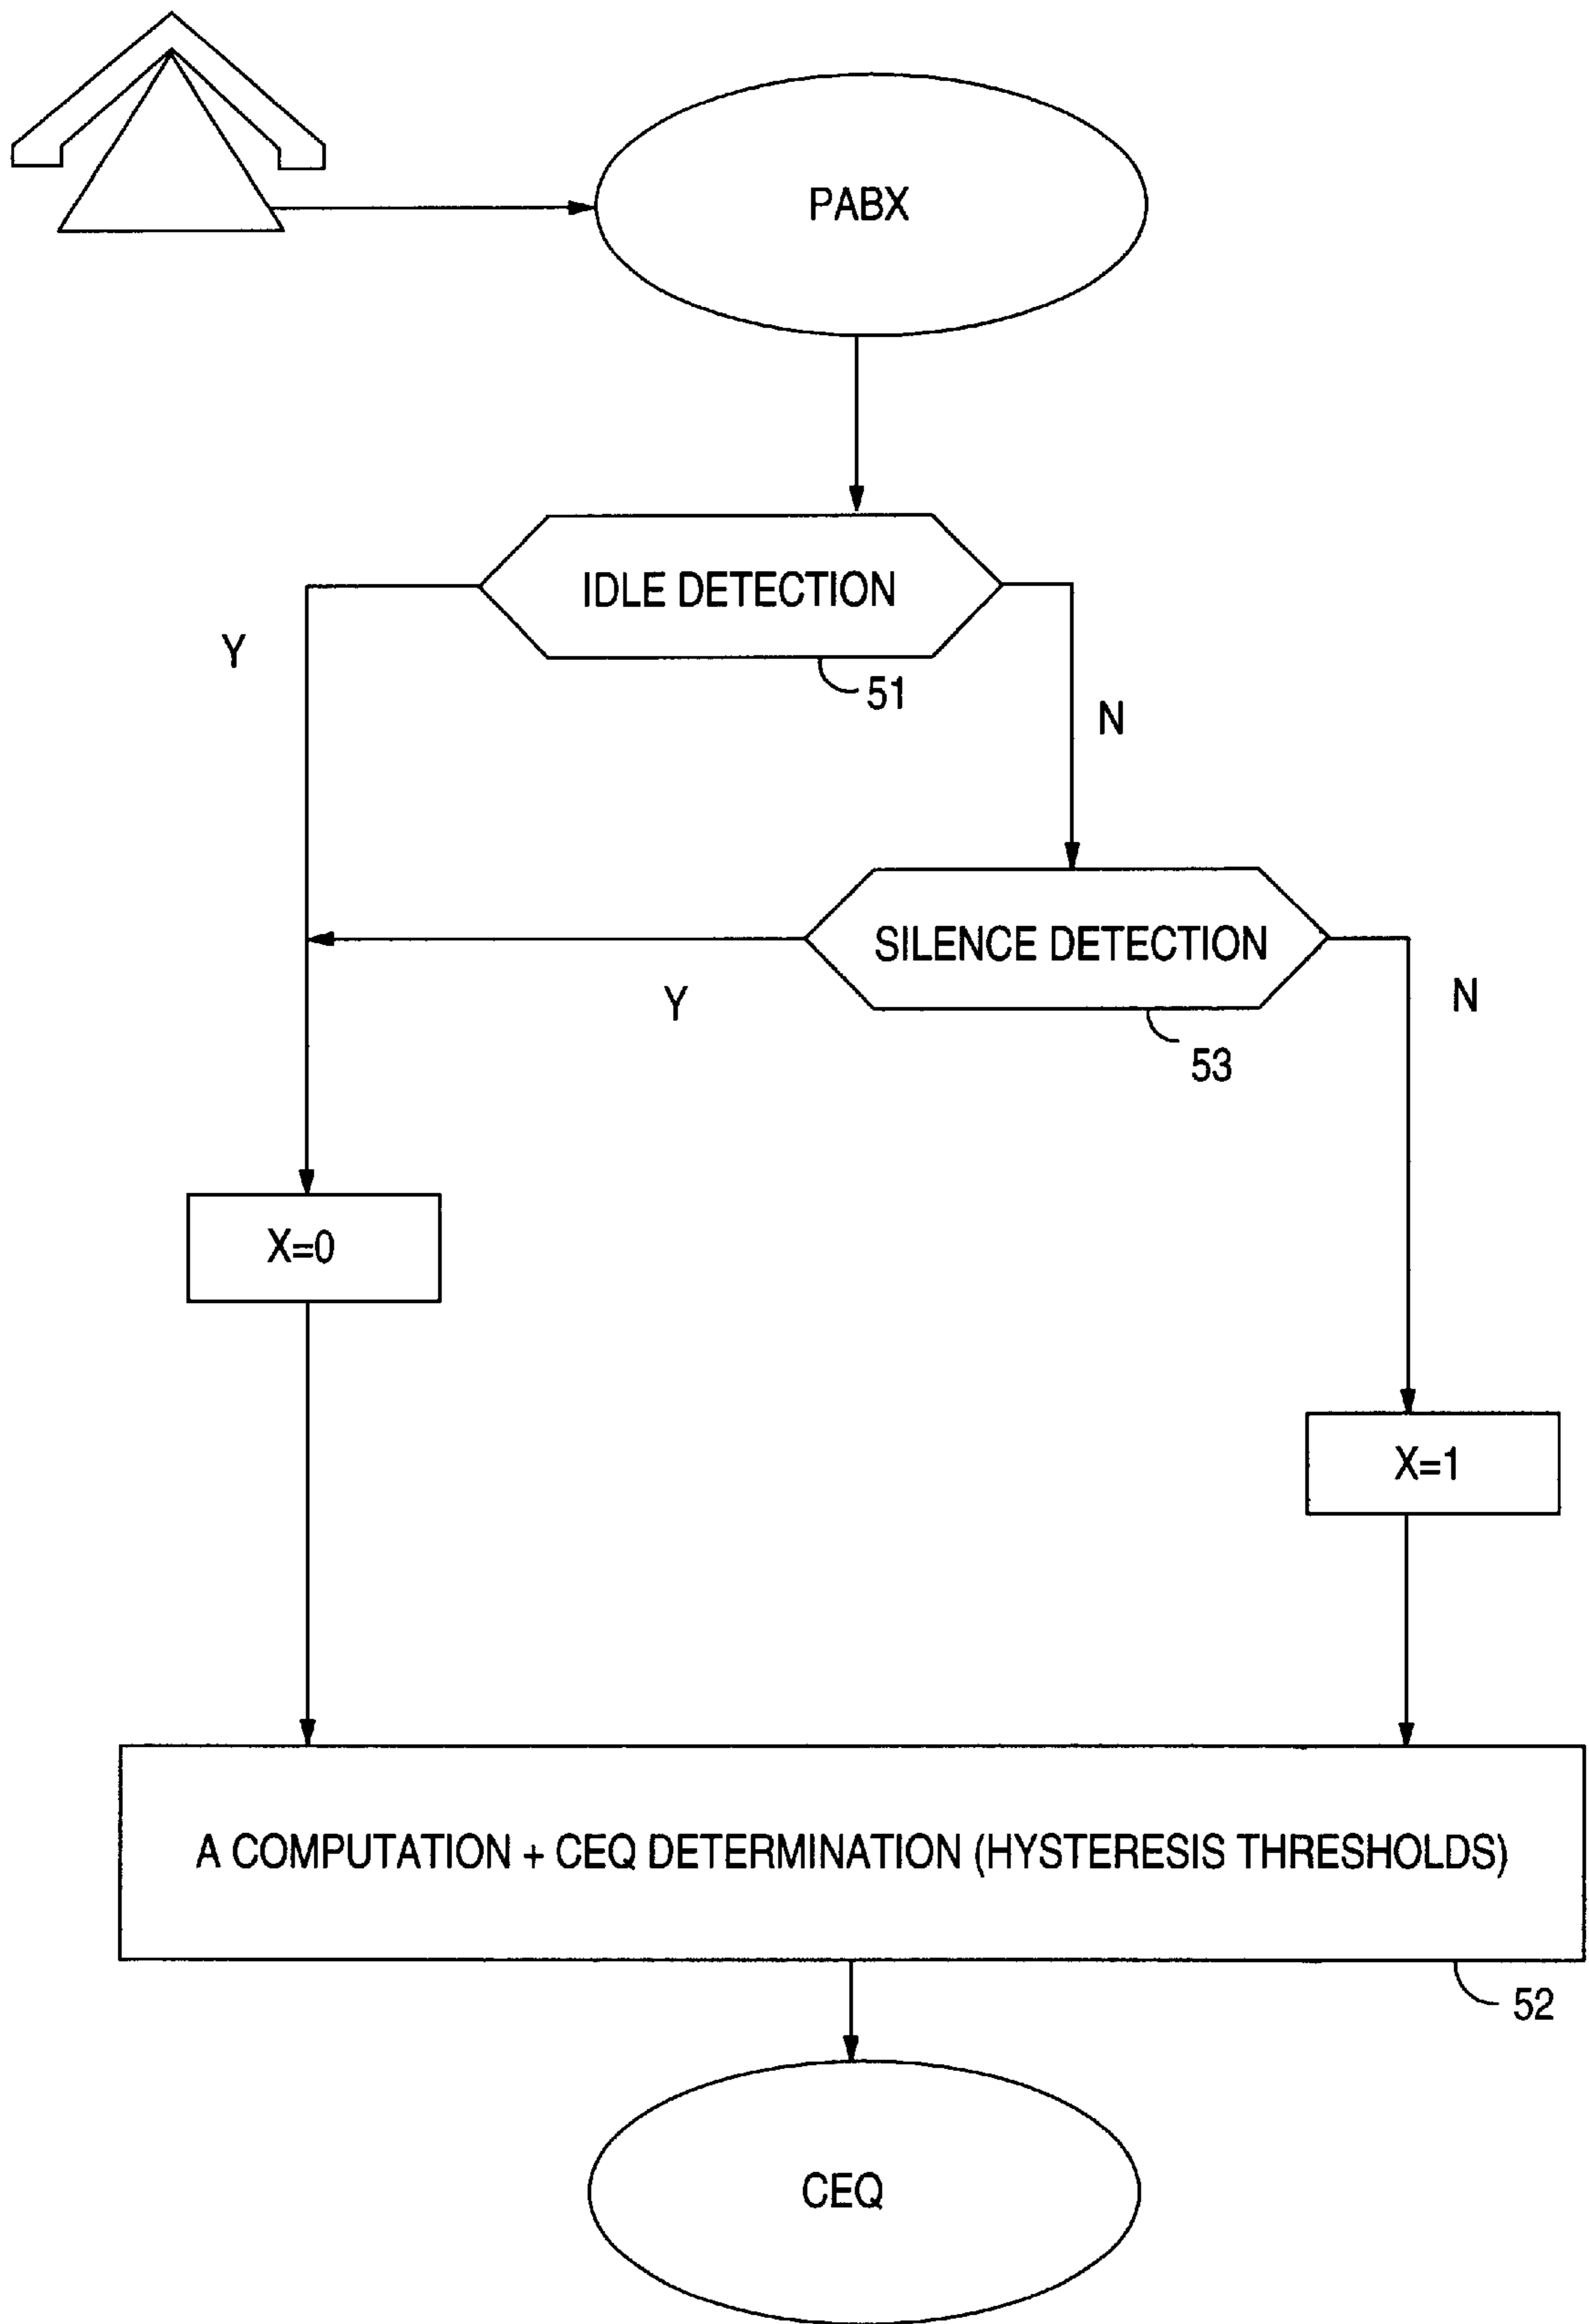 PABX
IDLE DETECTION
Y
51
N
SILENCE DETECTION
Y
N
53
X=0
X=1
A COMPUTATION + CEQ DETERMINATION (HYSTERESIS THRESHOLDS)
52
CEQ